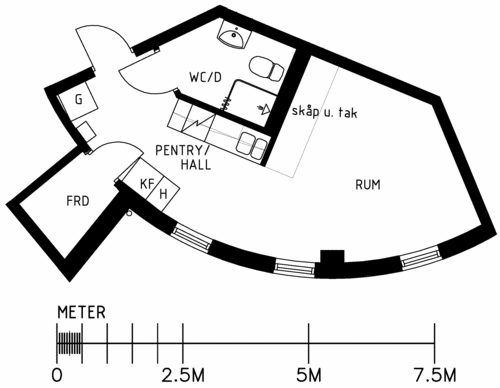 WC/D
G
skåp u. tak
PENTRY/
HALL
KF
H
RUM
FRD
METER
0 2.5M 5M 7.5M